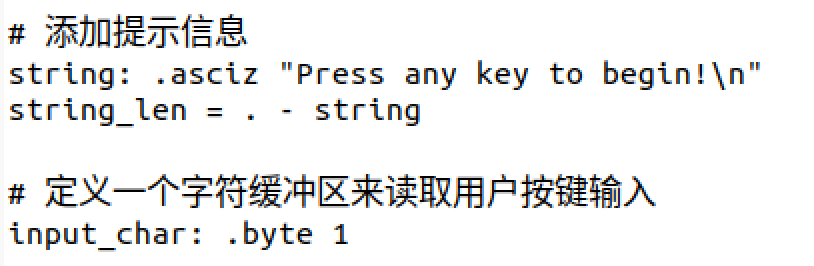 # 添加提示信息
string: .asciz "Press any key to begin!\n"
string_len = . - string
# 定义一个字符缓冲区来读取用户按键输入
input_char: .byte 1